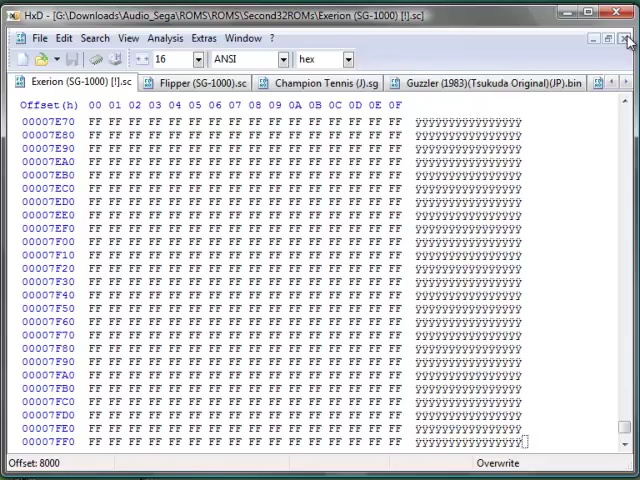 HxD - [G:\Downloads\Audio_Sega\ROMS\ROMS\Second32ROMs\Exerion (SG-1000) [!].sc]
File Edit Search View Analysis Extras Window ?
16 ANSI hex
Exerion (SG-1000) [!].sc Flipper (SG-1000).sc Champion Tennis (J).sg Guzzler (1983)(Tsukuda Original)(JP).bin
Offset(h) 00 01 02 03 04 05 06 07 08 09 0A 0B 0C 0D 0E 0F
00007E70 FF FF FF FF FF FF FF FF FF FF FF FF FF FF FF FF ÿÿÿÿÿÿÿÿÿÿÿÿÿÿÿÿ
00007E80 FF FF FF FF FF FF FF FF FF FF FF FF FF FF FF FF ÿÿÿÿÿÿÿÿÿÿÿÿÿÿÿÿ
00007E90 FF FF FF FF FF FF FF FF FF FF FF FF FF FF FF FF ÿÿÿÿÿÿÿÿÿÿÿÿÿÿÿÿ
00007EA0 FF FF FF FF FF FF FF FF FF FF FF FF FF FF FF FF ÿÿÿÿÿÿÿÿÿÿÿÿÿÿÿÿ
00007EB0 FF FF FF FF FF FF FF FF FF FF FF FF FF FF FF FF ÿÿÿÿÿÿÿÿÿÿÿÿÿÿÿÿ
00007EC0 FF FF FF FF FF FF FF FF FF FF FF FF FF FF FF FF ÿÿÿÿÿÿÿÿÿÿÿÿÿÿÿÿ
00007ED0 FF FF FF FF FF FF FF FF FF FF FF FF FF FF FF FF ÿÿÿÿÿÿÿÿÿÿÿÿÿÿÿÿ
00007EE0 FF FF FF FF FF FF FF FF FF FF FF FF FF FF FF FF ÿÿÿÿÿÿÿÿÿÿÿÿÿÿÿÿ
00007EF0 FF FF FF FF FF FF FF FF FF FF FF FF FF FF FF FF ÿÿÿÿÿÿÿÿÿÿÿÿÿÿÿÿ
00007F00 FF FF FF FF FF FF FF FF FF FF FF FF FF FF FF FF ÿÿÿÿÿÿÿÿÿÿÿÿÿÿÿÿ
00007F10 FF FF FF FF FF FF FF FF FF FF FF FF FF FF FF FF ÿÿÿÿÿÿÿÿÿÿÿÿÿÿÿÿ
00007F20 FF FF FF FF FF FF FF FF FF FF FF FF FF FF FF FF ÿÿÿÿÿÿÿÿÿÿÿÿÿÿÿÿ
00007F30 FF FF FF FF FF FF FF FF FF FF FF FF FF FF FF FF ÿÿÿÿÿÿÿÿÿÿÿÿÿÿÿÿ
00007F40 FF FF FF FF FF FF FF FF FF FF FF FF FF FF FF FF ÿÿÿÿÿÿÿÿÿÿÿÿÿÿÿÿ
00007F50 FF FF FF FF FF FF FF FF FF FF FF FF FF FF FF FF ÿÿÿÿÿÿÿÿÿÿÿÿÿÿÿÿ
00007F60 FF FF FF FF FF FF FF FF FF FF FF FF FF FF FF FF ÿÿÿÿÿÿÿÿÿÿÿÿÿÿÿÿ
00007F70 FF FF FF FF FF FF FF FF FF FF FF FF FF FF FF FF ÿÿÿÿÿÿÿÿÿÿÿÿÿÿÿÿ
00007F80 FF FF FF FF FF FF FF FF FF FF FF FF FF FF FF FF ÿÿÿÿÿÿÿÿÿÿÿÿÿÿÿÿ
00007F90 FF FF FF FF FF FF FF FF FF FF FF FF FF FF FF FF ÿÿÿÿÿÿÿÿÿÿÿÿÿÿÿÿ
00007FA0 FF FF FF FF FF FF FF FF FF FF FF FF FF FF FF FF ÿÿÿÿÿÿÿÿÿÿÿÿÿÿÿÿ
00007FB0 FF FF FF FF FF FF FF FF FF FF FF FF FF FF FF FF ÿÿÿÿÿÿÿÿÿÿÿÿÿÿÿÿ
00007FC0 FF FF FF FF FF FF FF FF FF FF FF FF FF FF FF FF ÿÿÿÿÿÿÿÿÿÿÿÿÿÿÿÿ
00007FD0 FF FF FF FF FF FF FF FF FF FF FF FF FF FF FF FF ÿÿÿÿÿÿÿÿÿÿÿÿÿÿÿÿ
00007FE0 FF FF FF FF FF FF FF FF FF FF FF FF FF FF FF FF ÿÿÿÿÿÿÿÿÿÿÿÿÿÿÿÿ
00007FF0 FF FF FF FF FF FF FF FF FF FF FF FF FF FF FF FF ÿÿÿÿÿÿÿÿÿÿÿÿÿÿÿÿ
Offset: 8000 Overwrite